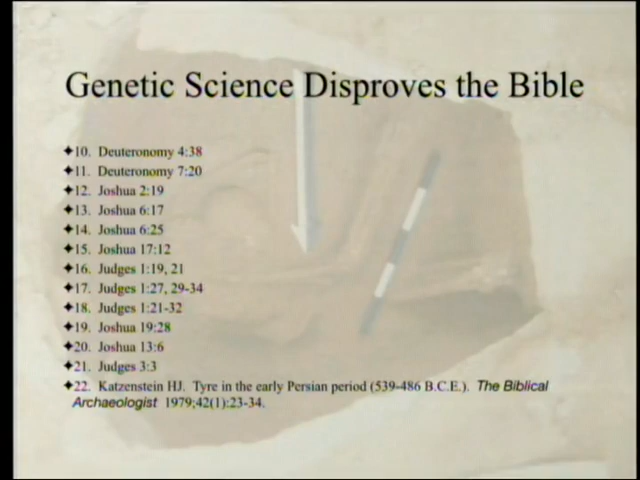 Genetic Science Disproves the Bible
✦10. Deuteronomy 4:38
✦11. Deuteronomy 7:20
✦12. Joshua 2:19
✦13. Joshua 6:17
✦14. Joshua 6:25
✦15. Joshua 17:12
✦16. Judges 1:19, 21
✦17. Judges 1:27, 29-34
✦18. Judges 1:21-32
✦19. Joshua 19:28
✦20. Joshua 13:6
✦21. Judges 3:3
✦22. Katzenstein HJ. Tyre in the early Persian period (539-486 B.C.E.). The Biblical
Archaeologist 1979;42(1):23-34.